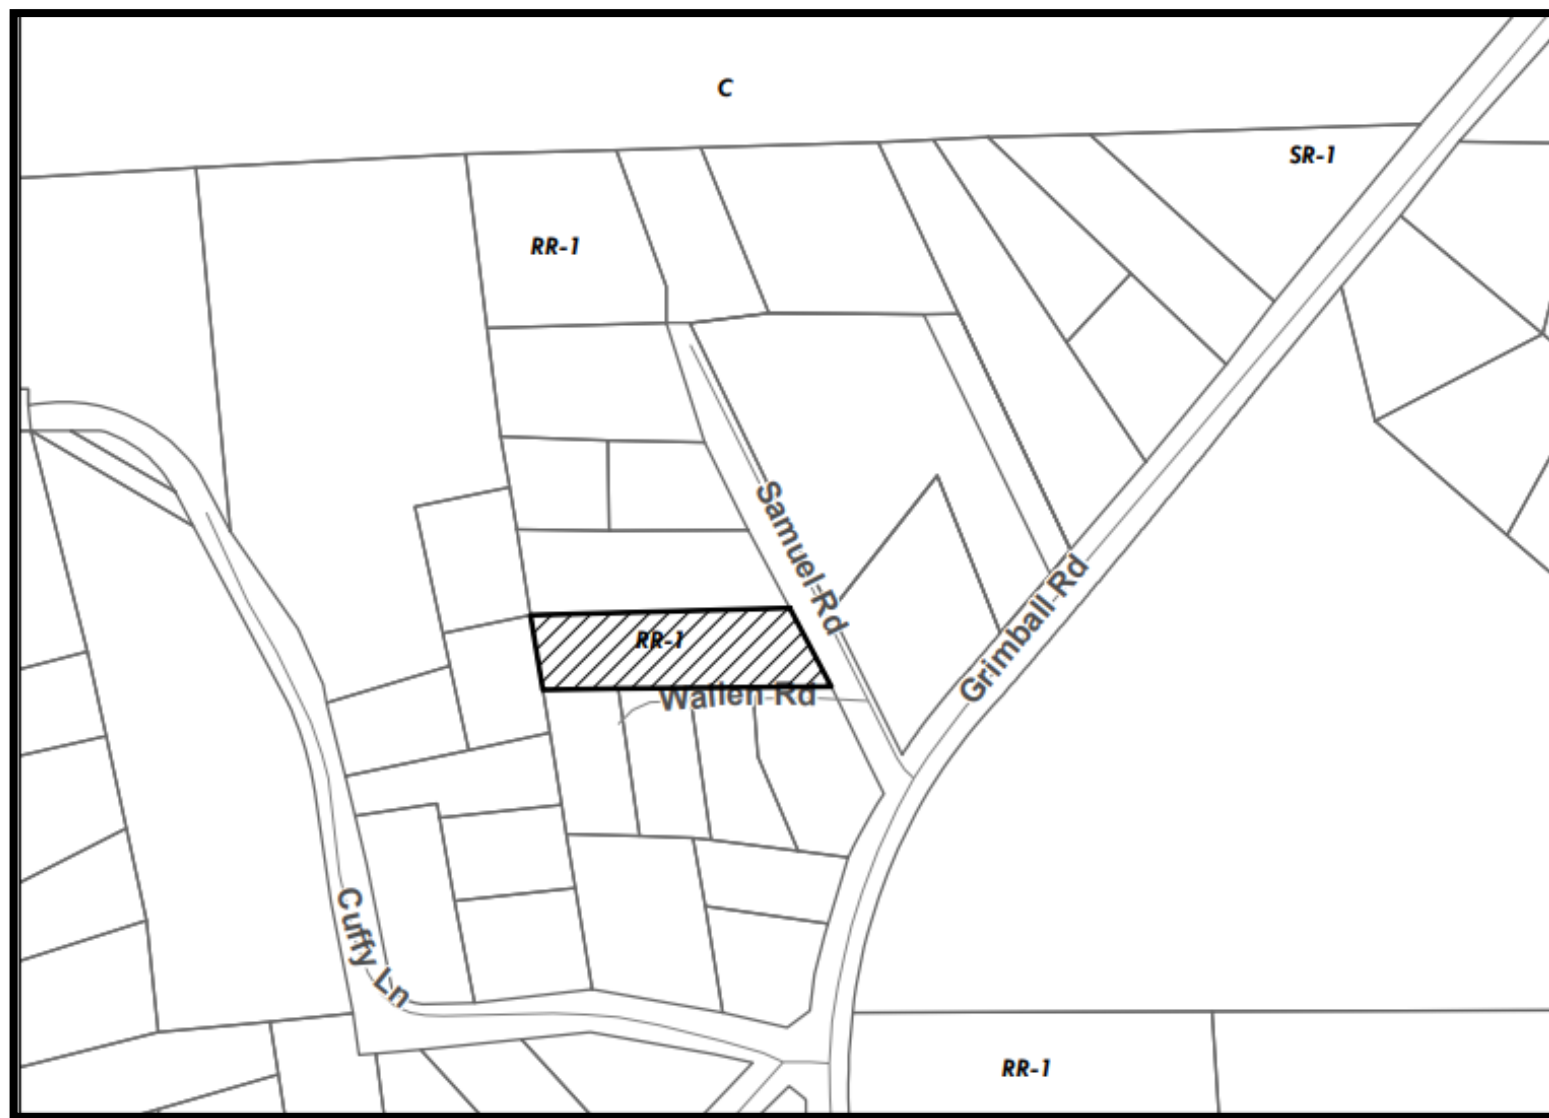 C
SR-1
RR-1
Samuel Rd
Grimball Rd
RR-1
Wallen Rd
Cuffy Ln
RR-1